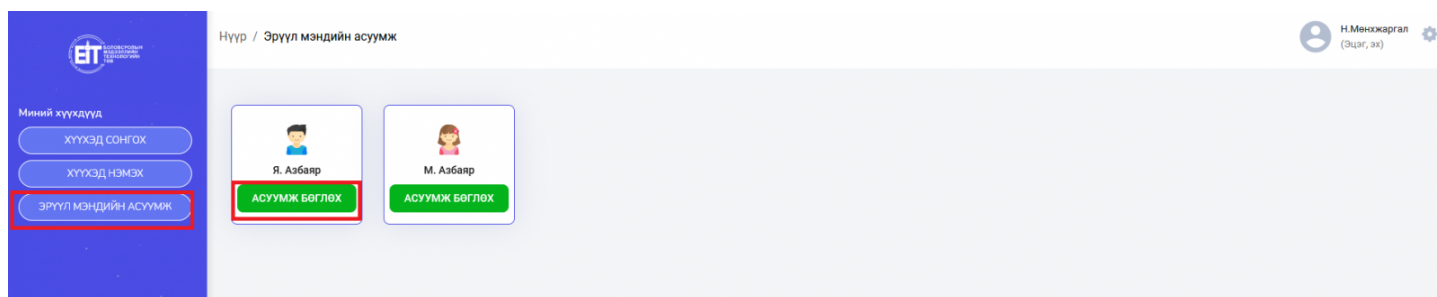 EIT
БОЛОВСРОЛЫН
МЭДЭЭЛЛИЙН
ТЕХНОЛОГИЙН
ТӨВ
Нүүр / Эрүүл мэндийн асуумж
Н.Мөнхжаргал
(Эцэг, эх)
Миний хүүхдүүд
ХҮҮХЭД СОНГОХ
ХҮҮХЭД НЭМЭХ
ЭРҮҮЛ МЭНДИЙН АСУУМЖ
Я. Азбаяр
АСУУМЖ БӨГЛӨХ
М. Азбаяр
АСУУМЖ БӨГЛӨХ